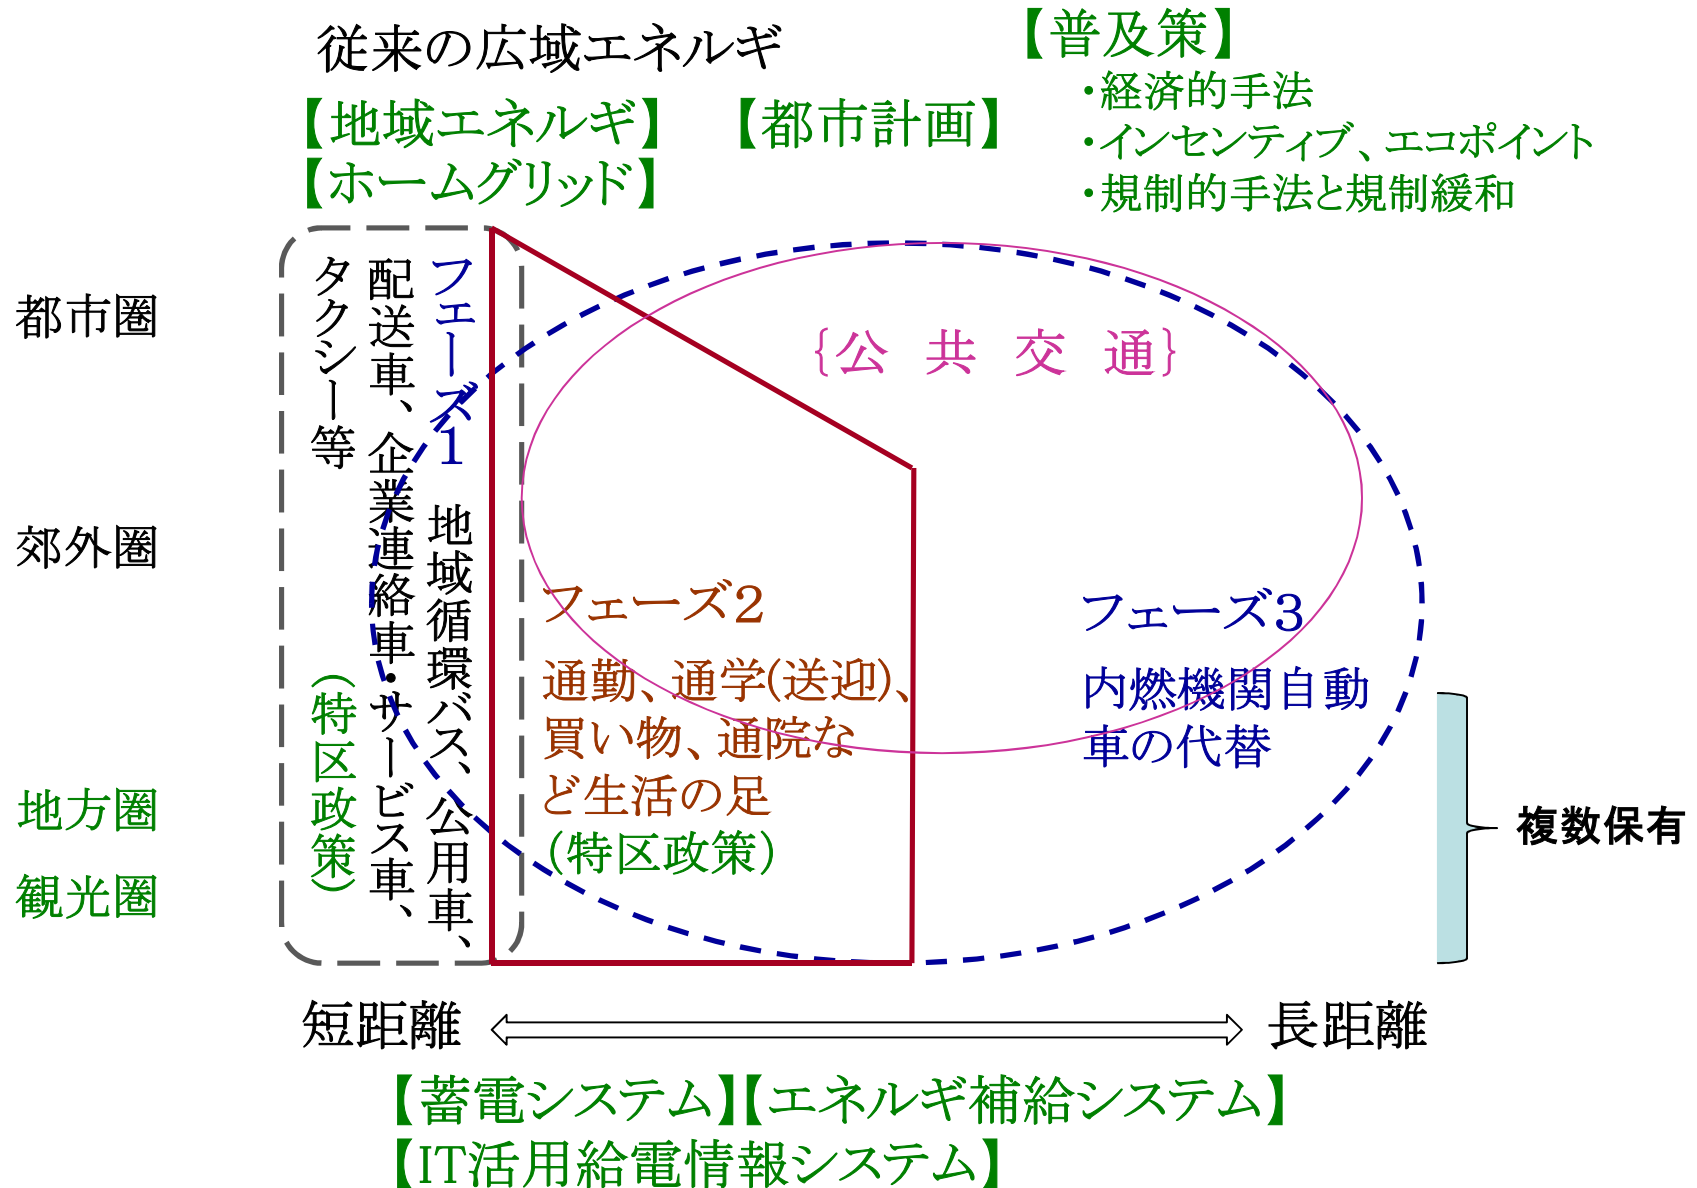 従来の広域エネルギ
【地域エネルギ】
【都市計画】
【ホームグリッド】
【普及策】
・経済的手法
・インセンティブ、エコポイント
・規制的手法と規制緩和
都市圏
郊外圏
地方圏
観光圏
フェーズ１ 地域循環バス、公用車、
配送車、企業連絡車・サービス車、
タクシー等 （特区政策）
｛公　共　交　通｝
フェーズ２
通勤、通学(送迎)、
買い物、通院な
ど生活の足
（特区政策）
フェーズ３
内燃機関自動
車の代替
複数保有
短距離
長距離
【蓄電システム】【エネルギ補給システム】
【IT活用給電情報システム】